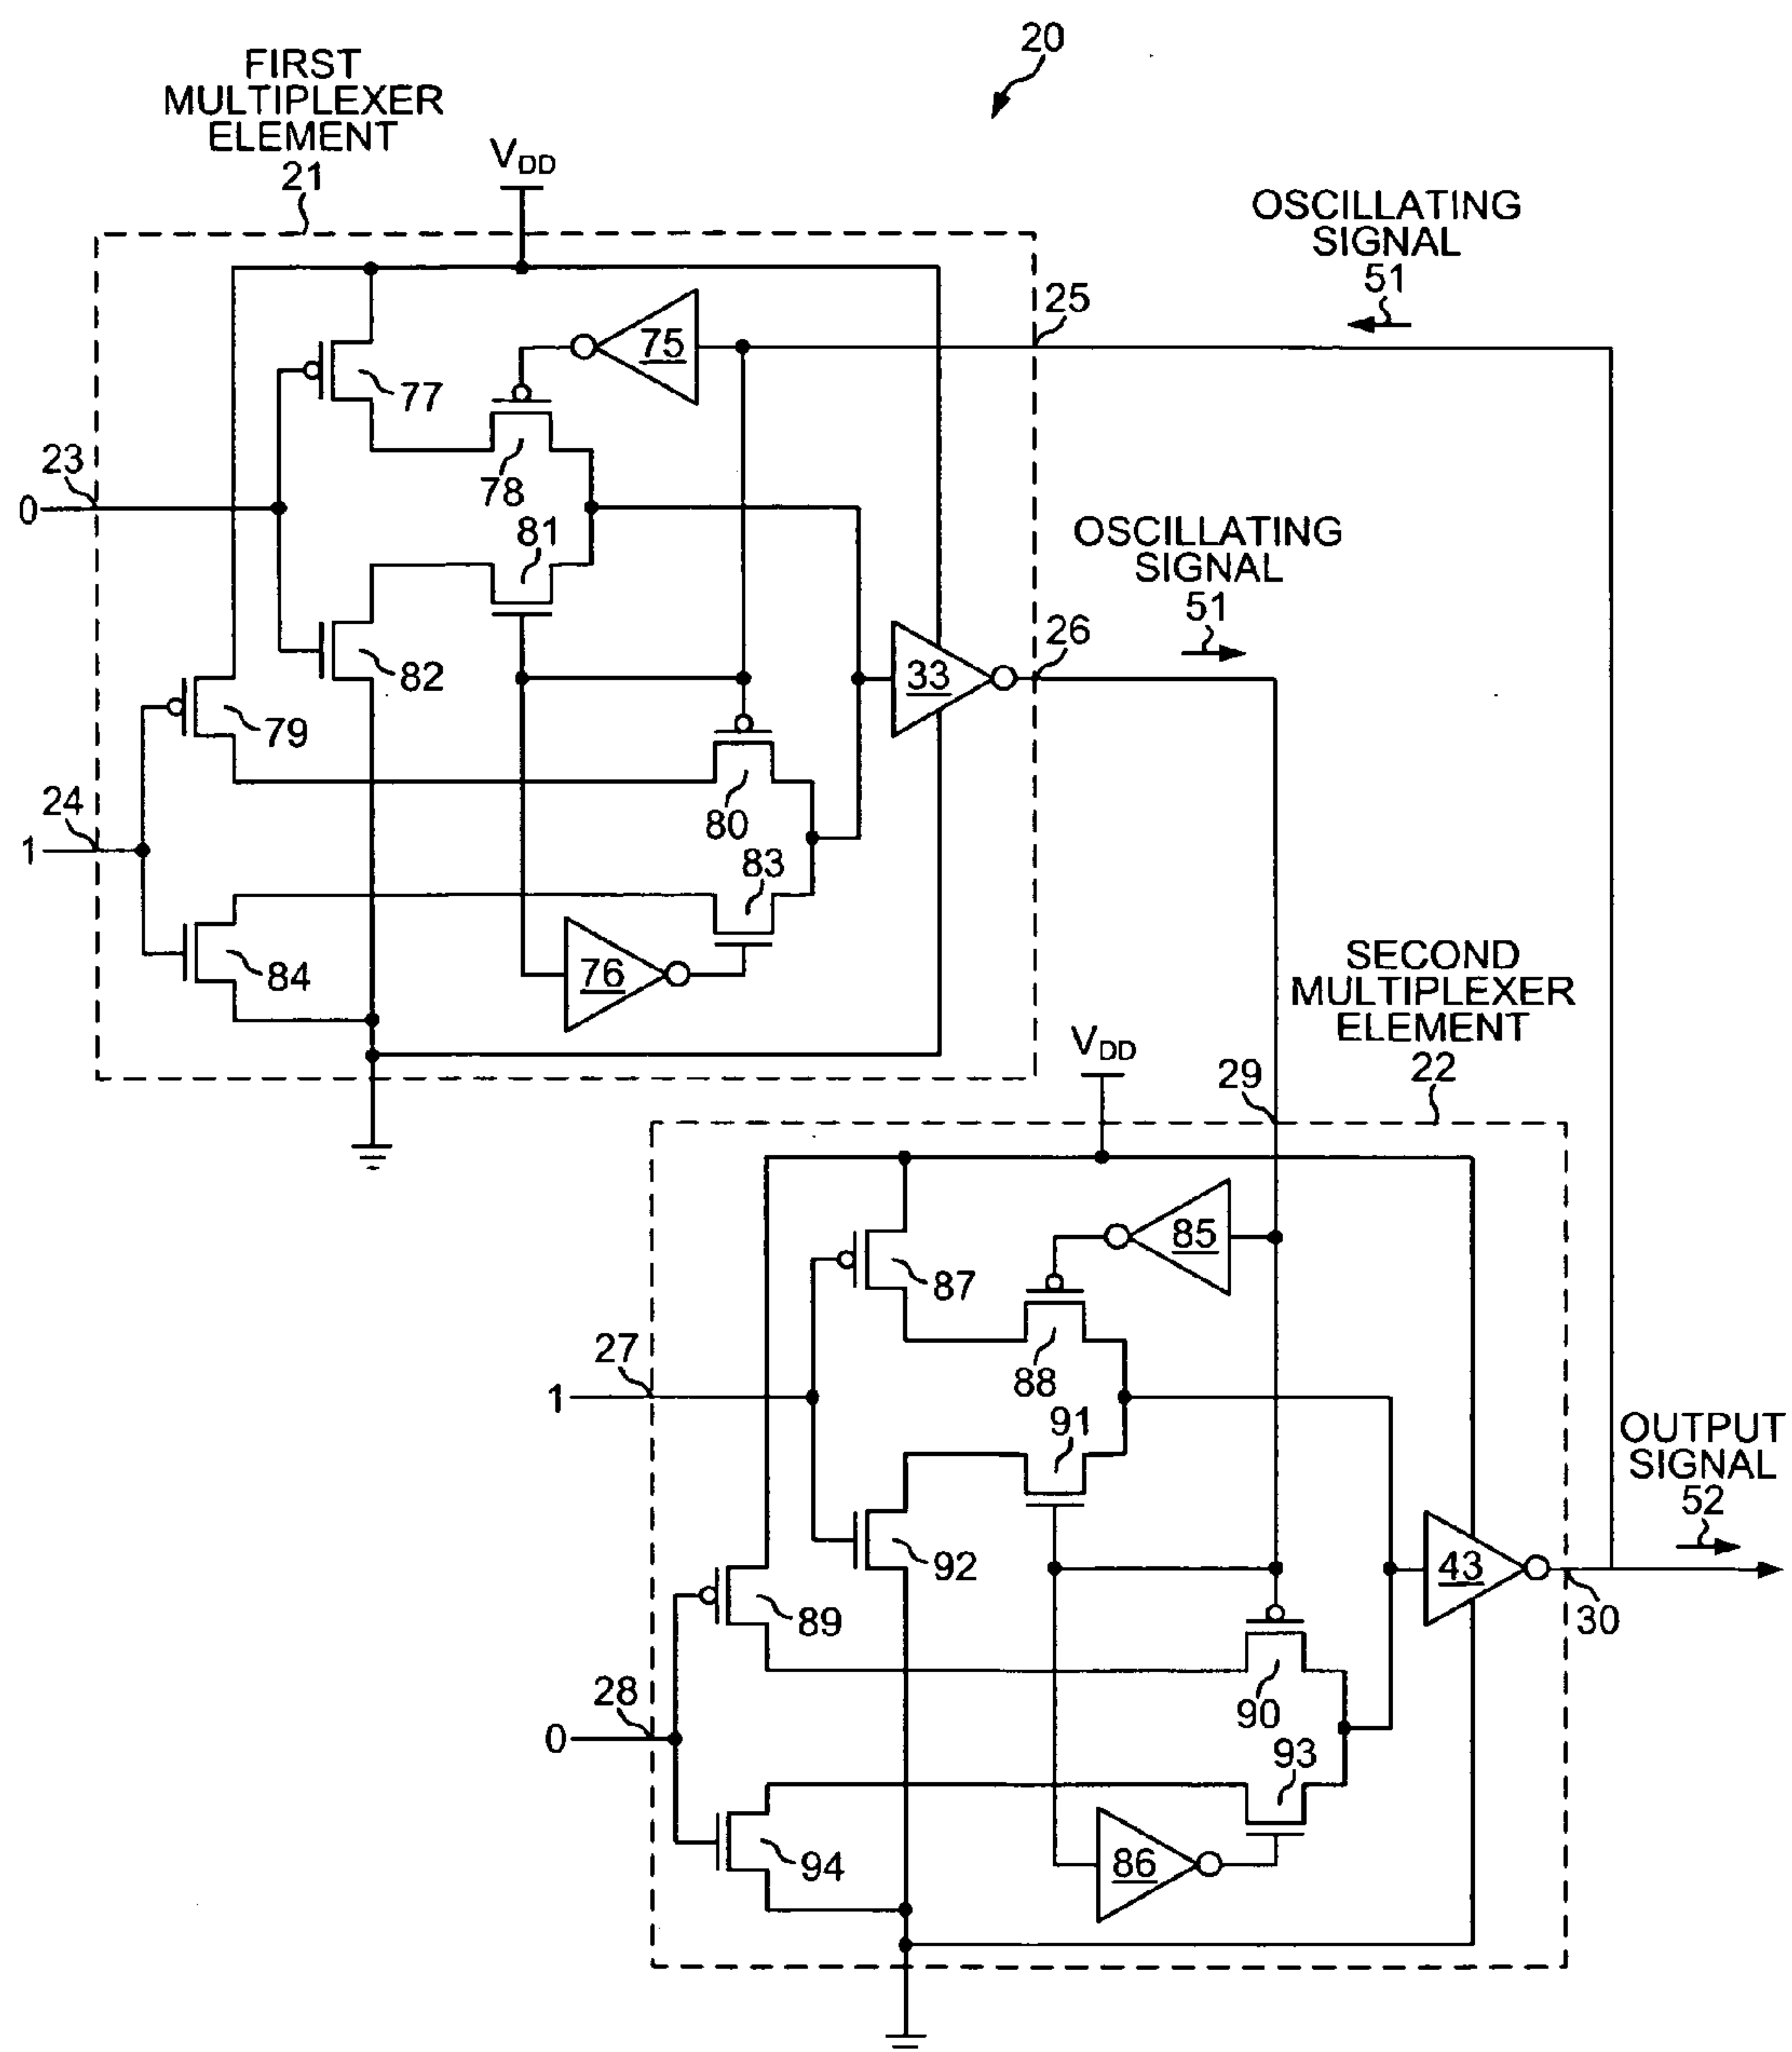 20
FIRST
MULTIPLEXER
ELEMENT
21
VDD
OSCILLATING
SIGNAL
51
25
75
77
23
0
78
81
OSCILLATING
SIGNAL
51
26
33
82
79
24
1
80
83
84
76
SECOND
MULTIPLEXER
ELEMENT
22
VDD
29
85
87
27
1
88
91
OUTPUT
SIGNAL
52
92
43
30
89
28
0
90
93
94
86